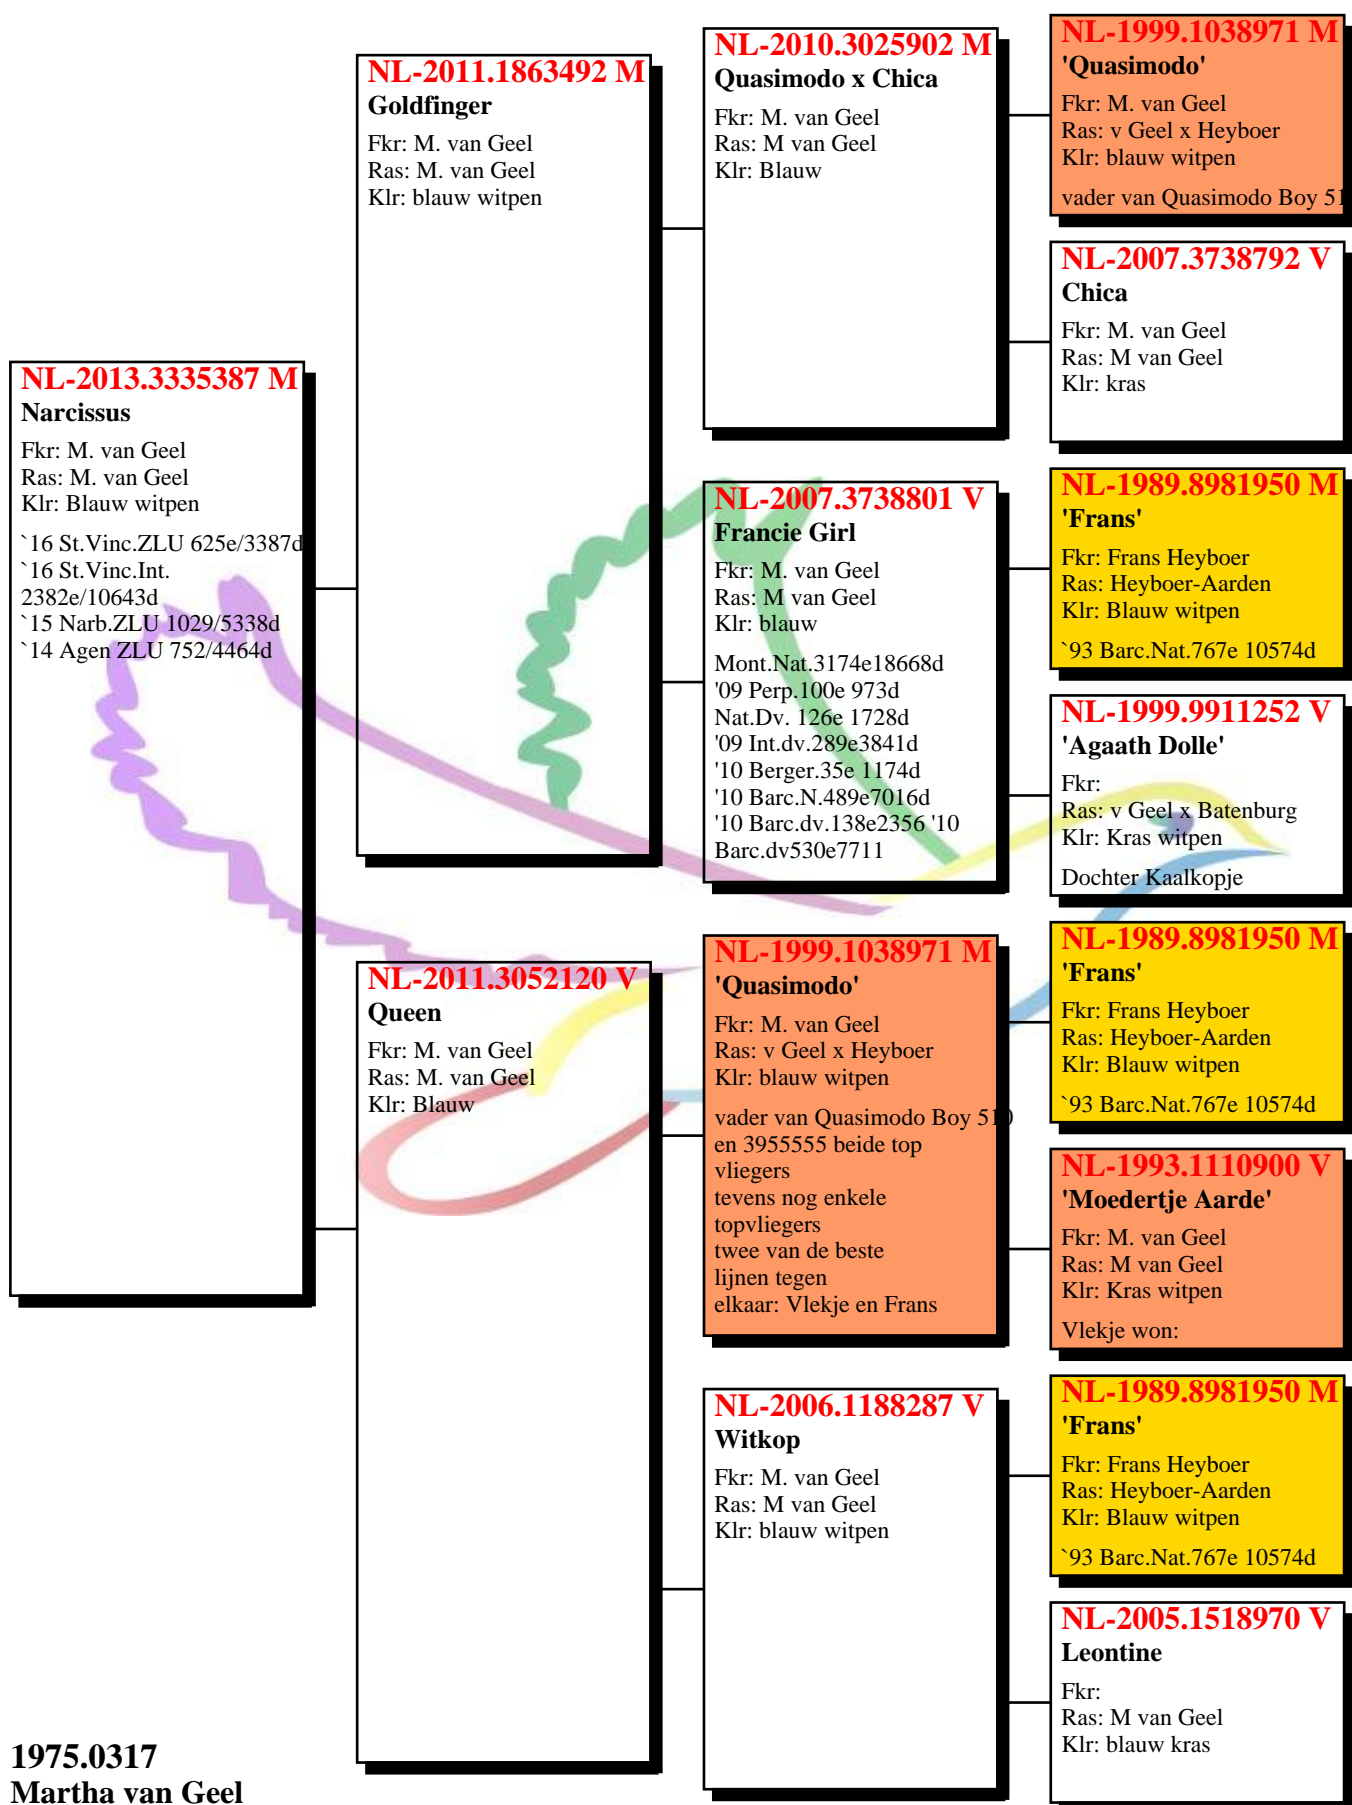 NL-2013.3335387 M
Narcissus
Fkr: M. van Geel
Ras: M. van Geel
Klr: Blauw witpen
`16 St.Vinc.ZLU 625e/3387d
`16 St.Vinc.Int.
2382e/10643d
`15 Narb.ZLU 1029/5338d
`14 Agen ZLU 752/4464d
NL-2011.1863492 M
Goldfinger
Fkr: M. van Geel
Ras: M. van Geel
Klr: blauw witpen
NL-2011.3052120 V
Queen
Fkr: M. van Geel
Ras: M. van Geel
Klr: Blauw
NL-2010.3025902 M
Quasimodo x Chica
Fkr: M. van Geel
Ras: M van Geel
Klr: Blauw
NL-2007.3738801 V
Francie Girl
Fkr: M. van Geel
Ras: M van Geel
Klr: blauw
Mont.Nat.3174e18668d
'09 Perp.100e 973d
Nat.Dv. 126e 1728d
'09 Int.dv.289e3841d
'10 Berger.35e 1174d
'10 Barc.N.489e7016d
'10 Barc.dv.138e2356 '10
Barc.dv530e7711
NL-1999.1038971 M
'Quasimodo'
Fkr: M. van Geel
Ras: v Geel x Heyboer
Klr: blauw witpen
vader van Quasimodo Boy 510
en 3955555 beide top
vliegers
tevens nog enkele
topvliegers
twee van de beste
lijnen tegen
elkaar: Vlekje en Frans
NL-2006.1188287 V
Witkop
Fkr: M. van Geel
Ras: M van Geel
Klr: blauw witpen
NL-1999.1038971 M
'Quasimodo'
Fkr: M. van Geel
Ras: v Geel x Heyboer
Klr: blauw witpen
vader van Quasimodo Boy 51
NL-2007.3738792 V
Chica
Fkr: M. van Geel
Ras: M van Geel
Klr: kras
NL-1989.8981950 M
'Frans'
Fkr: Frans Heyboer
Ras: Heyboer-Aarden
Klr: Blauw witpen
`93 Barc.Nat.767e 10574d
NL-1999.9911252 V
'Agaath Dolle'
Fkr:
Ras: v Geel x Batenburg
Klr: Kras witpen
Dochter Kaalkopje
NL-1989.8981950 M
'Frans'
Fkr: Frans Heyboer
Ras: Heyboer-Aarden
Klr: Blauw witpen
`93 Barc.Nat.767e 10574d
NL-1993.1110900 V
'Moedertje Aarde'
Fkr: M. van Geel
Ras: M van Geel
Klr: Kras witpen
Vlekje won:
NL-1989.8981950 M
'Frans'
Fkr: Frans Heyboer
Ras: Heyboer-Aarden
Klr: Blauw witpen
`93 Barc.Nat.767e 10574d
NL-2005.1518970 V
Leontine
Fkr:
Ras: M van Geel
Klr: blauw kras
1975.0317
Martha van Geel